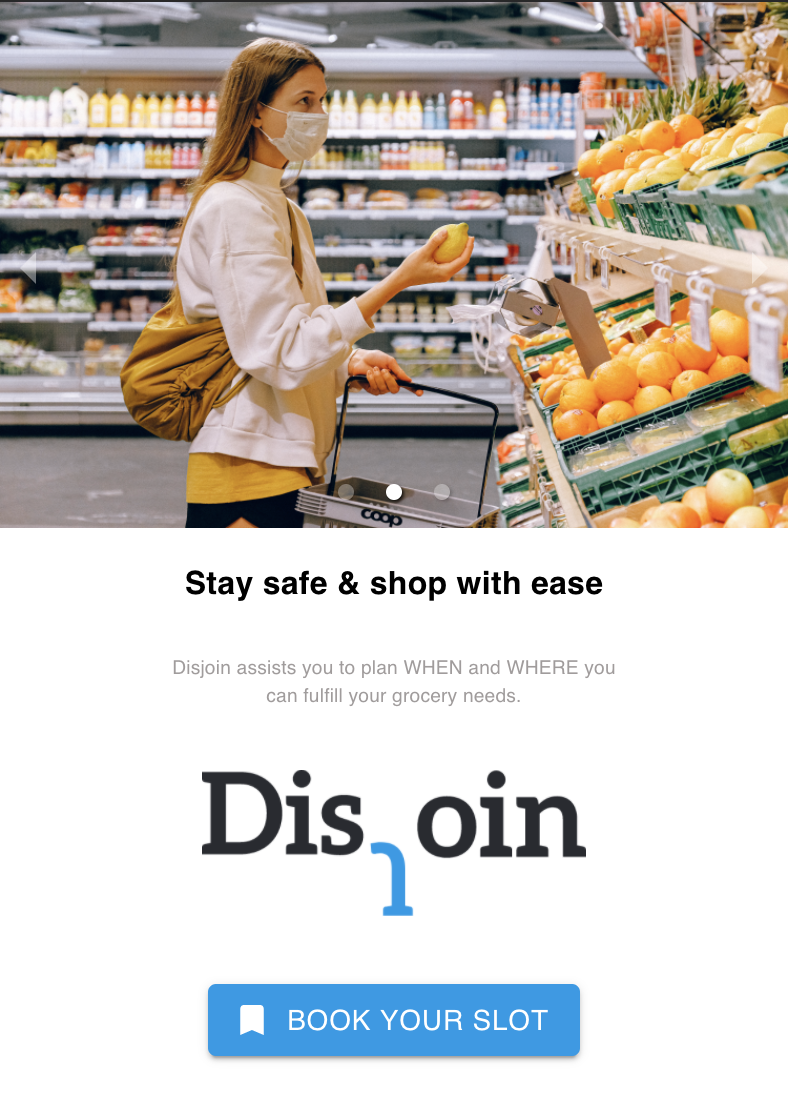 coop
Stay safe & shop with ease
Disjoin assists you to plan WHEN and WHERE you
can fulfill your grocery needs.
Disjoin
BOOK YOUR SLOT